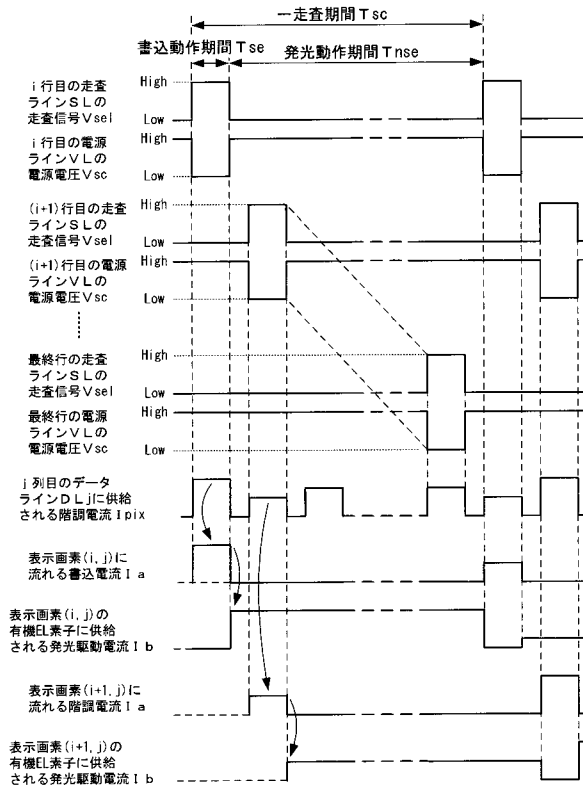 一走査期間Tsc
書込動作期間Tse
発光動作期間Tnse
i行目の走査
ラインSLの
走査信号Vsel
High
Low
i行目の電源
ラインVLの
電源電圧Vsc
High
Low
(i+1)行目の走査
ラインSLの
走査信号Vsel
High
Low
(i+1)行目の電源
ラインVLの
電源電圧Vsc
High
Low
最終行の走査
ラインSLの
走査信号Vsel
High
Low
最終行の電源
ラインVLの
電源電圧Vsc
High
Low
j列目のデータ
ラインDLjに供給
される階調電流Ipix
表示画素(i,j)に
流れる書込電流Ia
表示画素(i,j)の
有機EL素子に供給
される発光駆動電流Ib
表示画素(i+1,j)に
流れる階調電流Ia
表示画素(i+1,j)の
有機EL素子に供給
される発光駆動電流Ib